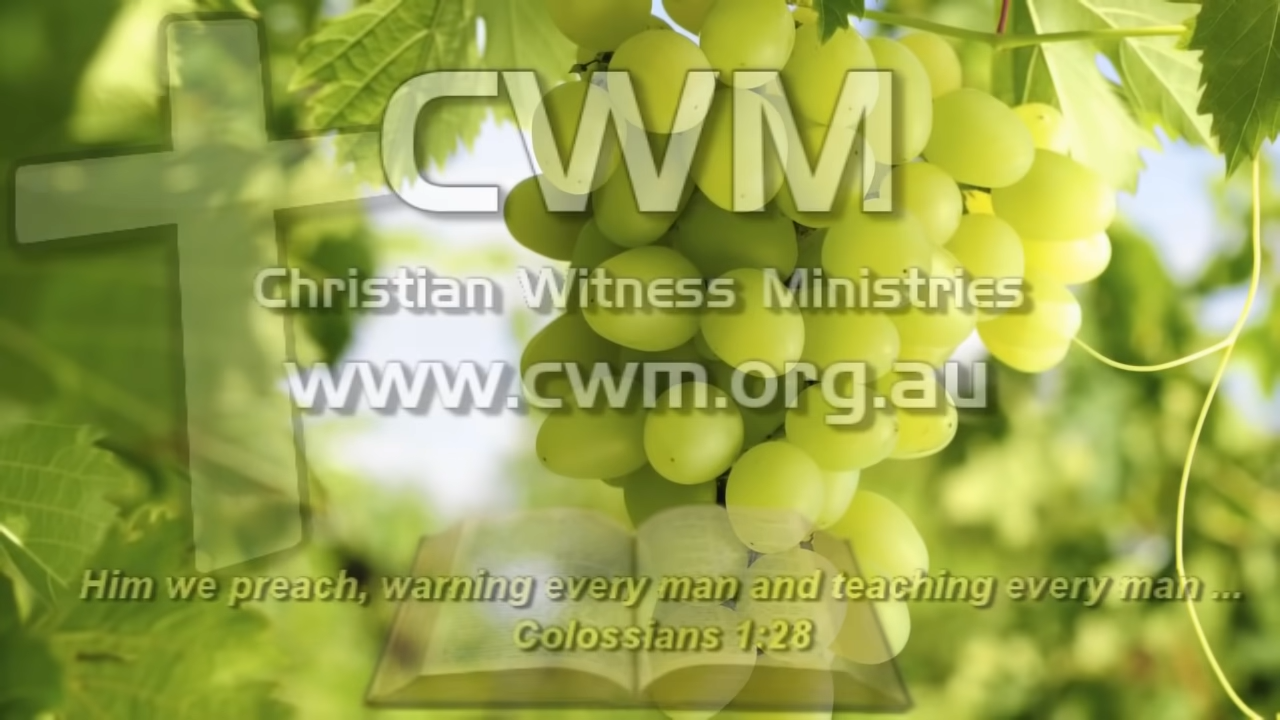 CWM
Christian Witness Ministries
www.cwm.org.au
Him we preach, warning every man and teaching every man ...
Colossians 1:28